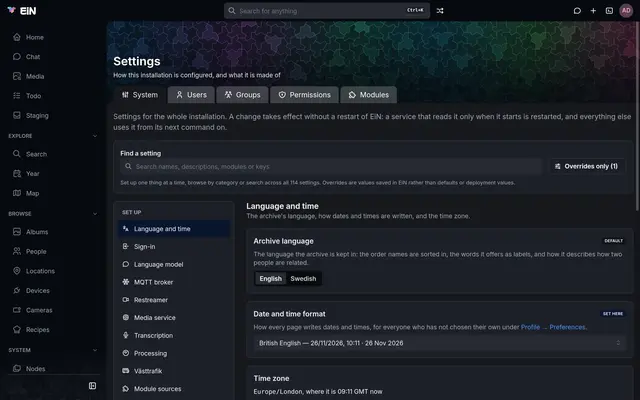 EiN
Search for anything
Ctrl+K
AD
Home
Chat
Media
Todo
Staging
EXPLORE
Search
Year
Map
BROWSE
Albums
People
Locations
Devices
Cameras
Recipes
SYSTEM
Nodes
Settings
How this installation is configured, and what it is made of
System
Users
Groups
Permissions
Modules
Settings for the whole installation. A change takes effect without a restart of EiN: a service that reads it only when it starts is restarted, and everything else
uses it from its next command on.
Find a setting
Search names, descriptions, modules or keys
Overrides only (1)
Set up one thing at a time, browse by category or search across all 114 settings. Overrides are values saved in EiN rather than defaults or deployment values.
SET UP
Language and time
Sign-in
Language model
MQTT broker
Restreamer
Media service
Transcription
Processing
Västtrafik
Module sources
Language and time
The archive's language, how dates and times are written, and the time zone.
Archive language
DEFAULT
The language the archive is kept in: the order names are sorted in, the words it offers as labels, and how it describes how two
people are related.
English
Swedish
Date and time format
SET HERE
How every page writes dates and times, for everyone who has not chosen their own under Profile → Preferences.
British English — 26/11/2026, 10:11 · 26 Nov 2026
Time zone
Europe/London, where it is 09:11 GMT now